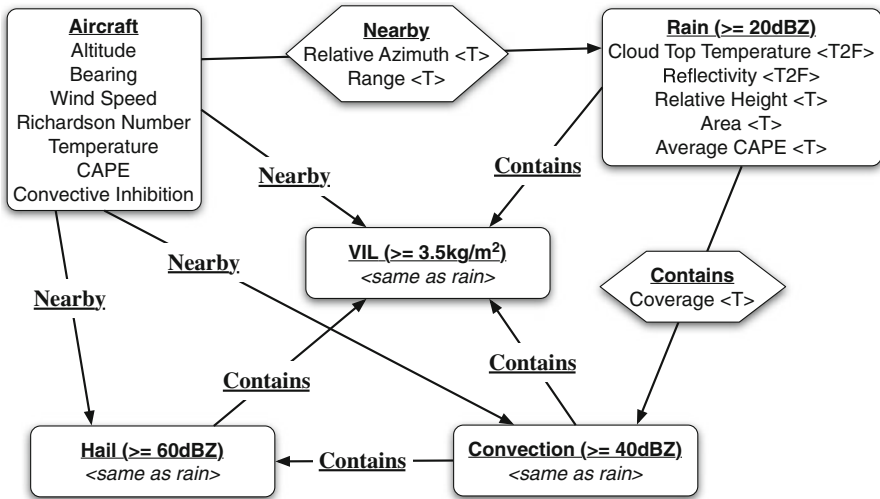 Aircraft
Altitude
Bearing
Wind Speed
Richardson Number
Temperature
CAPE
Convective Inhibition
Nearby
Relative Azimuth <T>
Range <T>
Rain (>= 20dBZ)
Cloud Top Temperature <T2F>
Reflectivity <T2F>
Relative Height <T>
Area <T>
Average CAPE <T>
Nearby
Contains
VIL (>= 3.5kg/m²)
<same as rain>
Nearby
Nearby
Contains
Coverage <T>
Contains
Contains
Hail (>= 60dBZ)
<same as rain>
Contains
Convection (>= 40dBZ)
<same as rain>